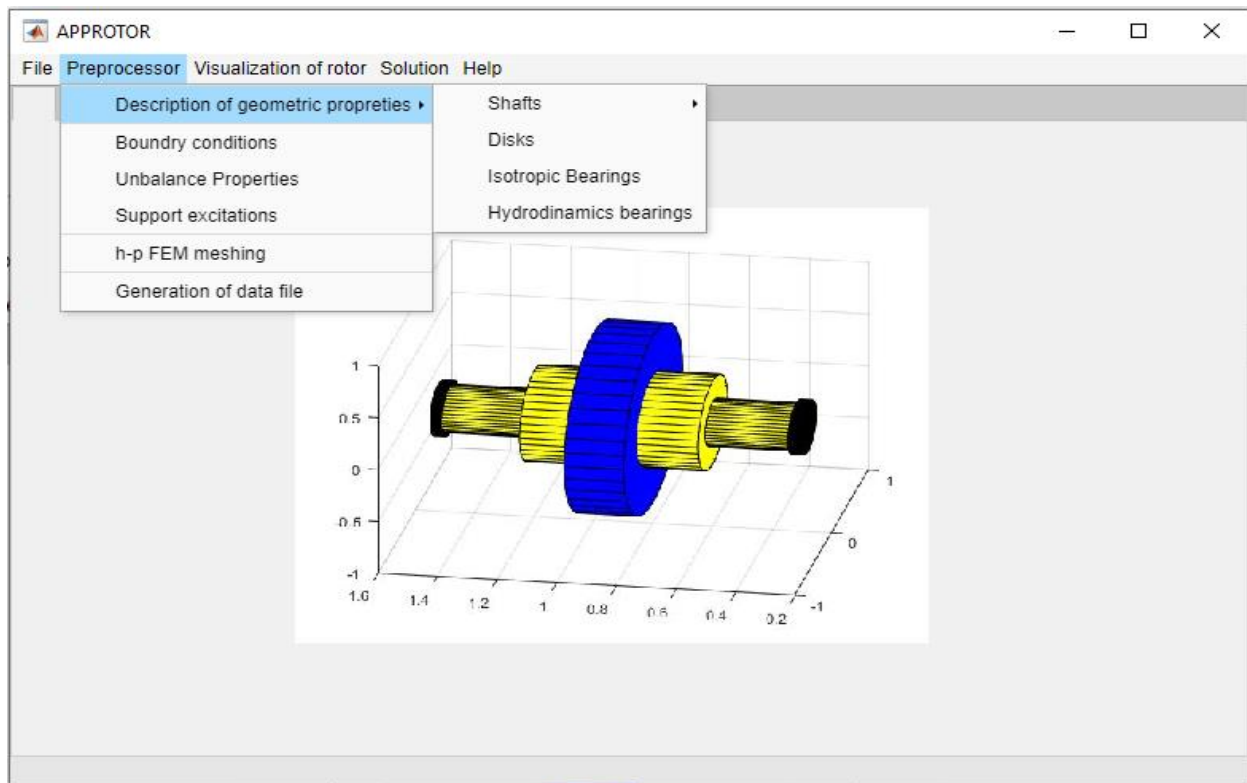 APPROTOR
File Preprocessor Visualization of rotor Solution Help
Description of geometric propreties
Boundry conditions
Unbalance Properties
Support excitations
h-p FEM meshing
Generation of data file
Shafts
Disks
Isotropic Bearings
Hydrodinamics bearings
1
0.5
0
-0.5
-1
1.6 1.4 1.2 1 0.8 0.6 0.4 0.2
-1
0
1